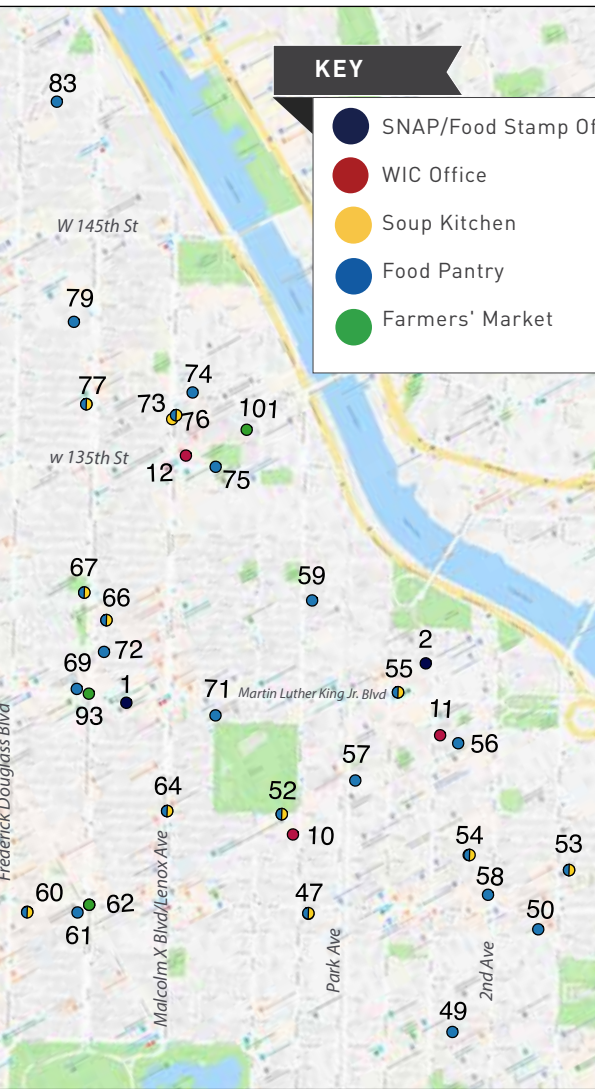 KEY
SNAP/Food Stamp Of
WIC Office
Soup Kitchen
Food Pantry
Farmers' Market
83
W 145th St
79
77
74
73
76
101
w 135th St
12
75
67
66
59
72
2
69
1
55
71
Martin Luther King Jr. Blvd
93
11
56
Frederick Douglass Blvd
57
64
52
10
54
53
58
60
62
47
50
61
Malcolm X Blvd/Lenox Ave
Park Ave
2nd Ave
49